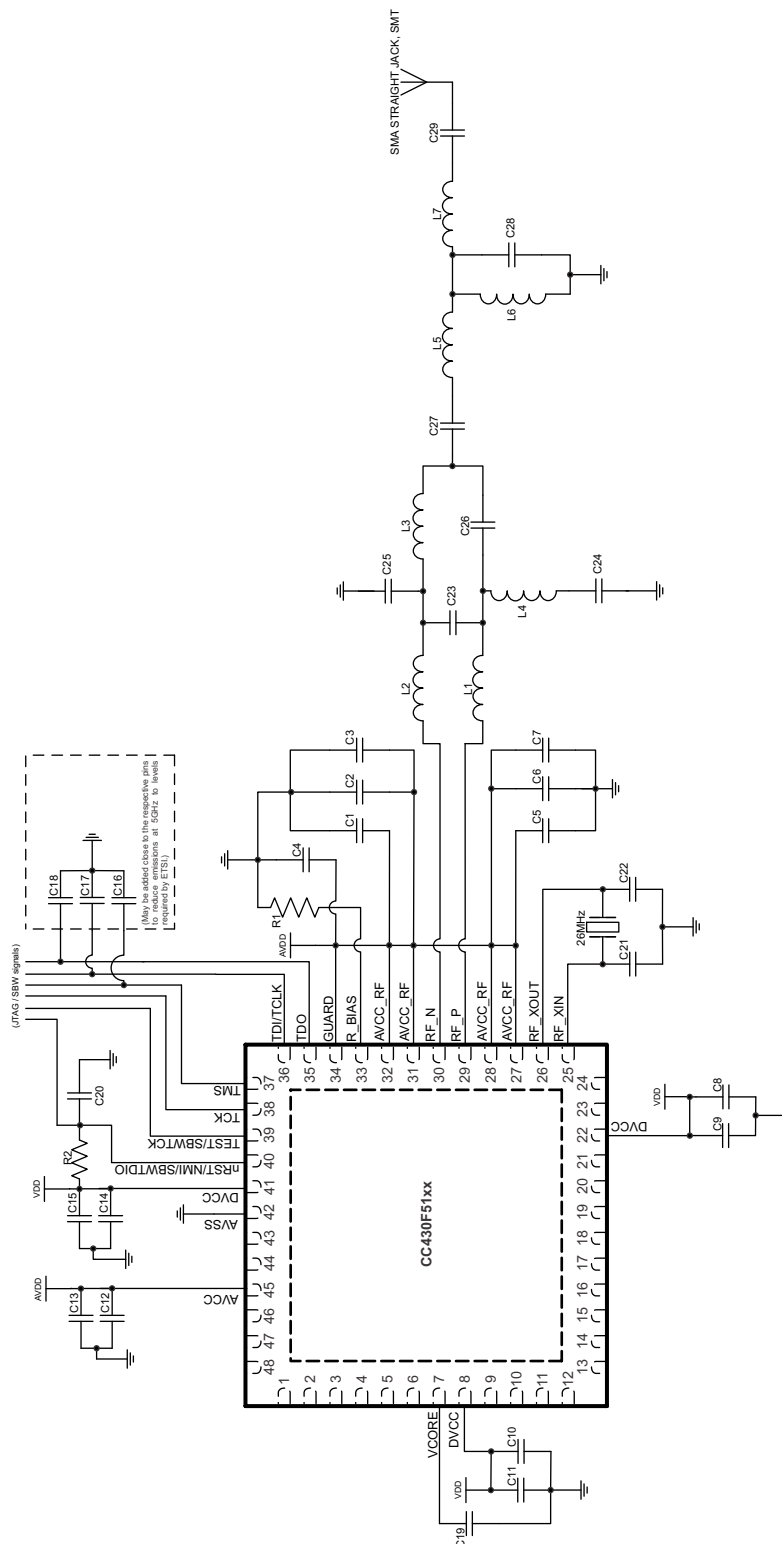 SMA STRAIGHT JACK, SMT
C29
L7
C28
L6
L5
C27
L3
C26
C25
C23
L4
C24
L2
L1
C3
C2
C1
C4
R1
AVDD
C7
C6
C5
C22
26MHz
C21
C18
C17
C16
(May be added close to the respective pins
to reduce emissions at 5GHz to levels
required by ETSI.)
(JTAG / SBW signals)
TDI/TCLK
TDO
GUARD
R_BIAS
AVCC_RF
AVCC_RF
RF_N
RF_P
AVCC_RF
AVCC_RF
RF_XOUT
RF_XIN
36
35
34
33
32
31
30
29
28
27
26
25
C20
R2
VDD
C15
C14
AVDD
C13
C12
TMS
TCK
TEST/SBWTCK
nRST/NMI/SBWTDIO
DVCC
AVSS
AVCC
37
38
39
40
41
42
43
44
45
46
47
48
CC430F51xx
24
23
22
21
20
19
18
17
16
15
14
13
DVCC
VDD
C8
C9
1
2
3
4
5
6
7
8
9
10
11
12
VCORE
DVCC
VDD
C10
C11
C19